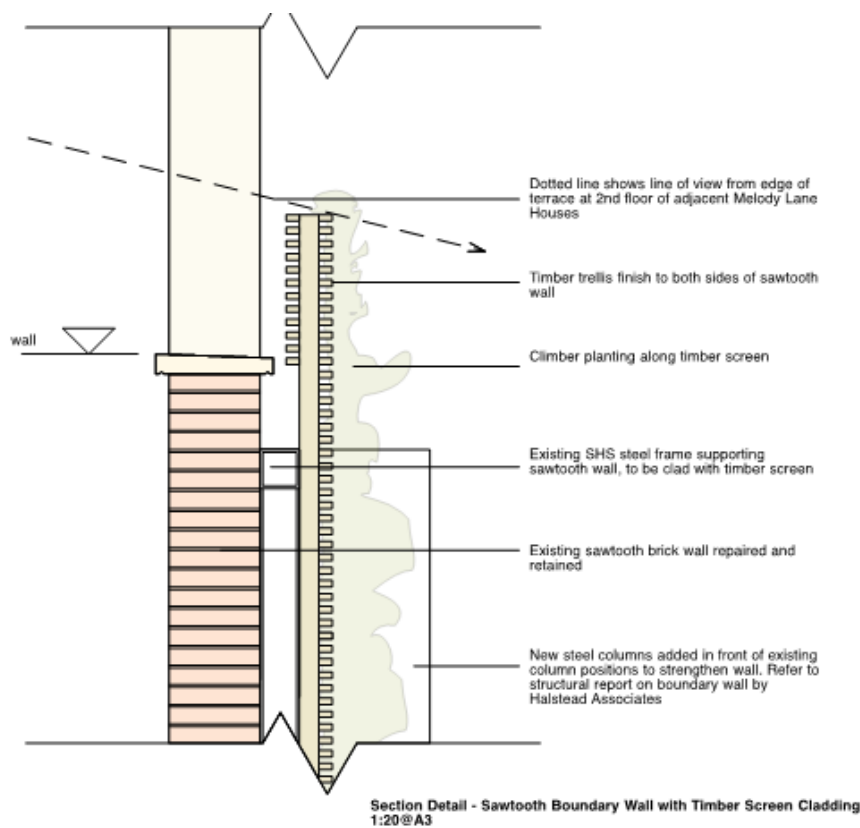 Dotted line shows line of view from edge of
terrace at 2nd floor of adjacent Melody Lane
Houses
Timber trellis finish to both sides of sawtooth
wall
wall
Climber planting along timber screen
Existing SHS steel frame supporting
sawtooth wall, to be clad with timber screen
Existing sawtooth brick wall repaired and
retained
New steel columns added in front of existing
column positions to strengthen wall. Refer to
structural report on boundary wall by
Halstead Associates
Section Detail - Sawtooth Boundary Wall with Timber Screen Cladding
1:20@A3